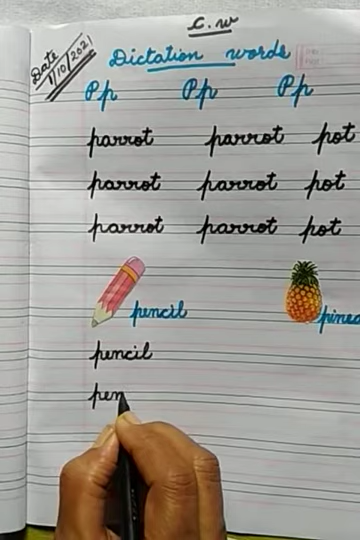 C.W
Date 1/10/2021
Dictation words
Pp Pp Pp
parrot parrot pot
parrot parrot pot
parrot parrot pot
pencil pinea
pencil
pen